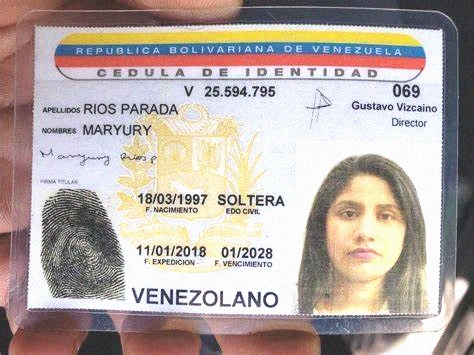 REPUBLICA BOLIVARIANA DE VENEZUELA
CEDULA DE IDENTIDAD
V 25.594.795
069
APELLIDOS RIOS PARADA
Gustavo Vizcaino
Director
NOMBRES MARYURY
Maryury Rios P
FIRMA TITULAR
18/03/1997 SOLTERA
F. NACIMIENTO EDO CIVIL
11/01/2018 01/2028
F. EXPEDICION F. VENCIMIENTO
VENEZOLANO